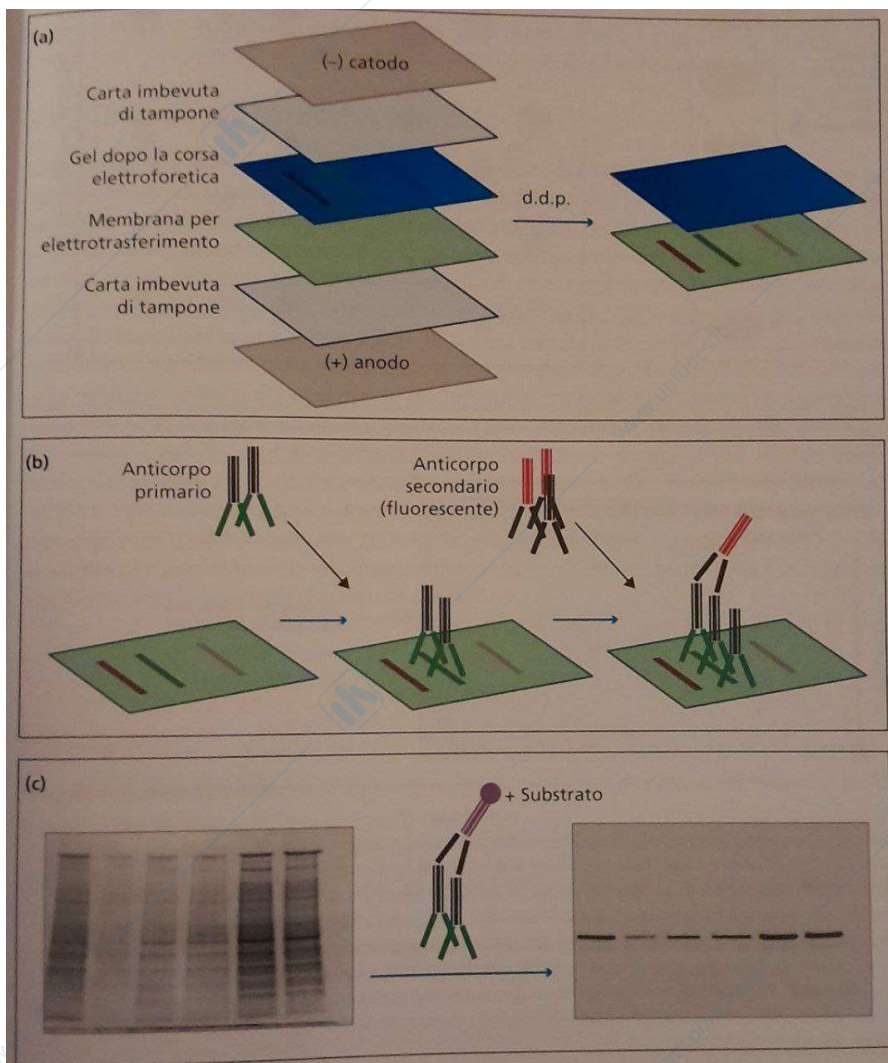 (a)
(–) catodo
Carta imbevuta
di tampone
Gel dopo la corsa
elettroforetica
d.d.p.
Membrana per
elettrotrasferimento
Carta imbevuta
di tampone
(+) anodo
(b)
Anticorpo
primario
Anticorpo
secondario
(fluorescente)
(c)
+ Substrato